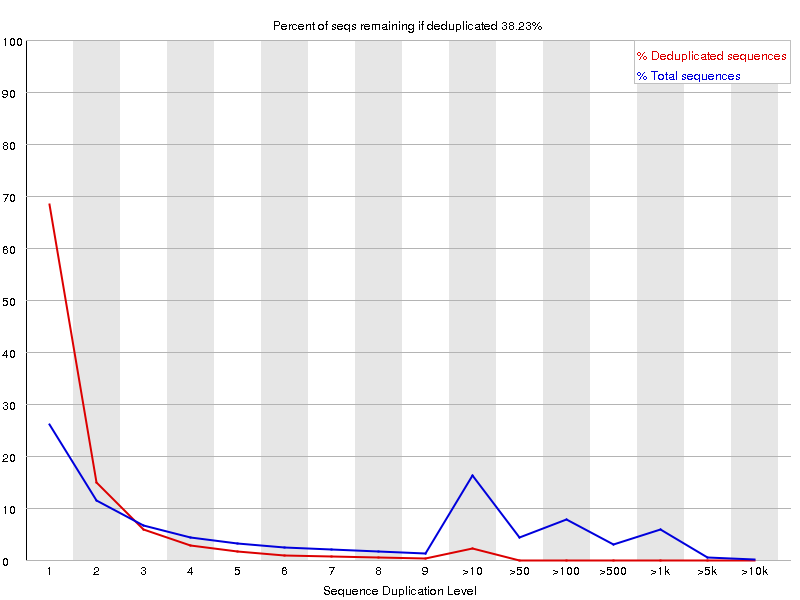 Percent of seqs remaining if deduplicated 38.23%
% Deduplicated sequences
% Total sequences
100
90
80
70
60
50
40
30
20
10
0
1 2 3 4 5 6 7 8 9 >10 >50 >100 >500 >1k >5k >10k
Sequence Duplication Level